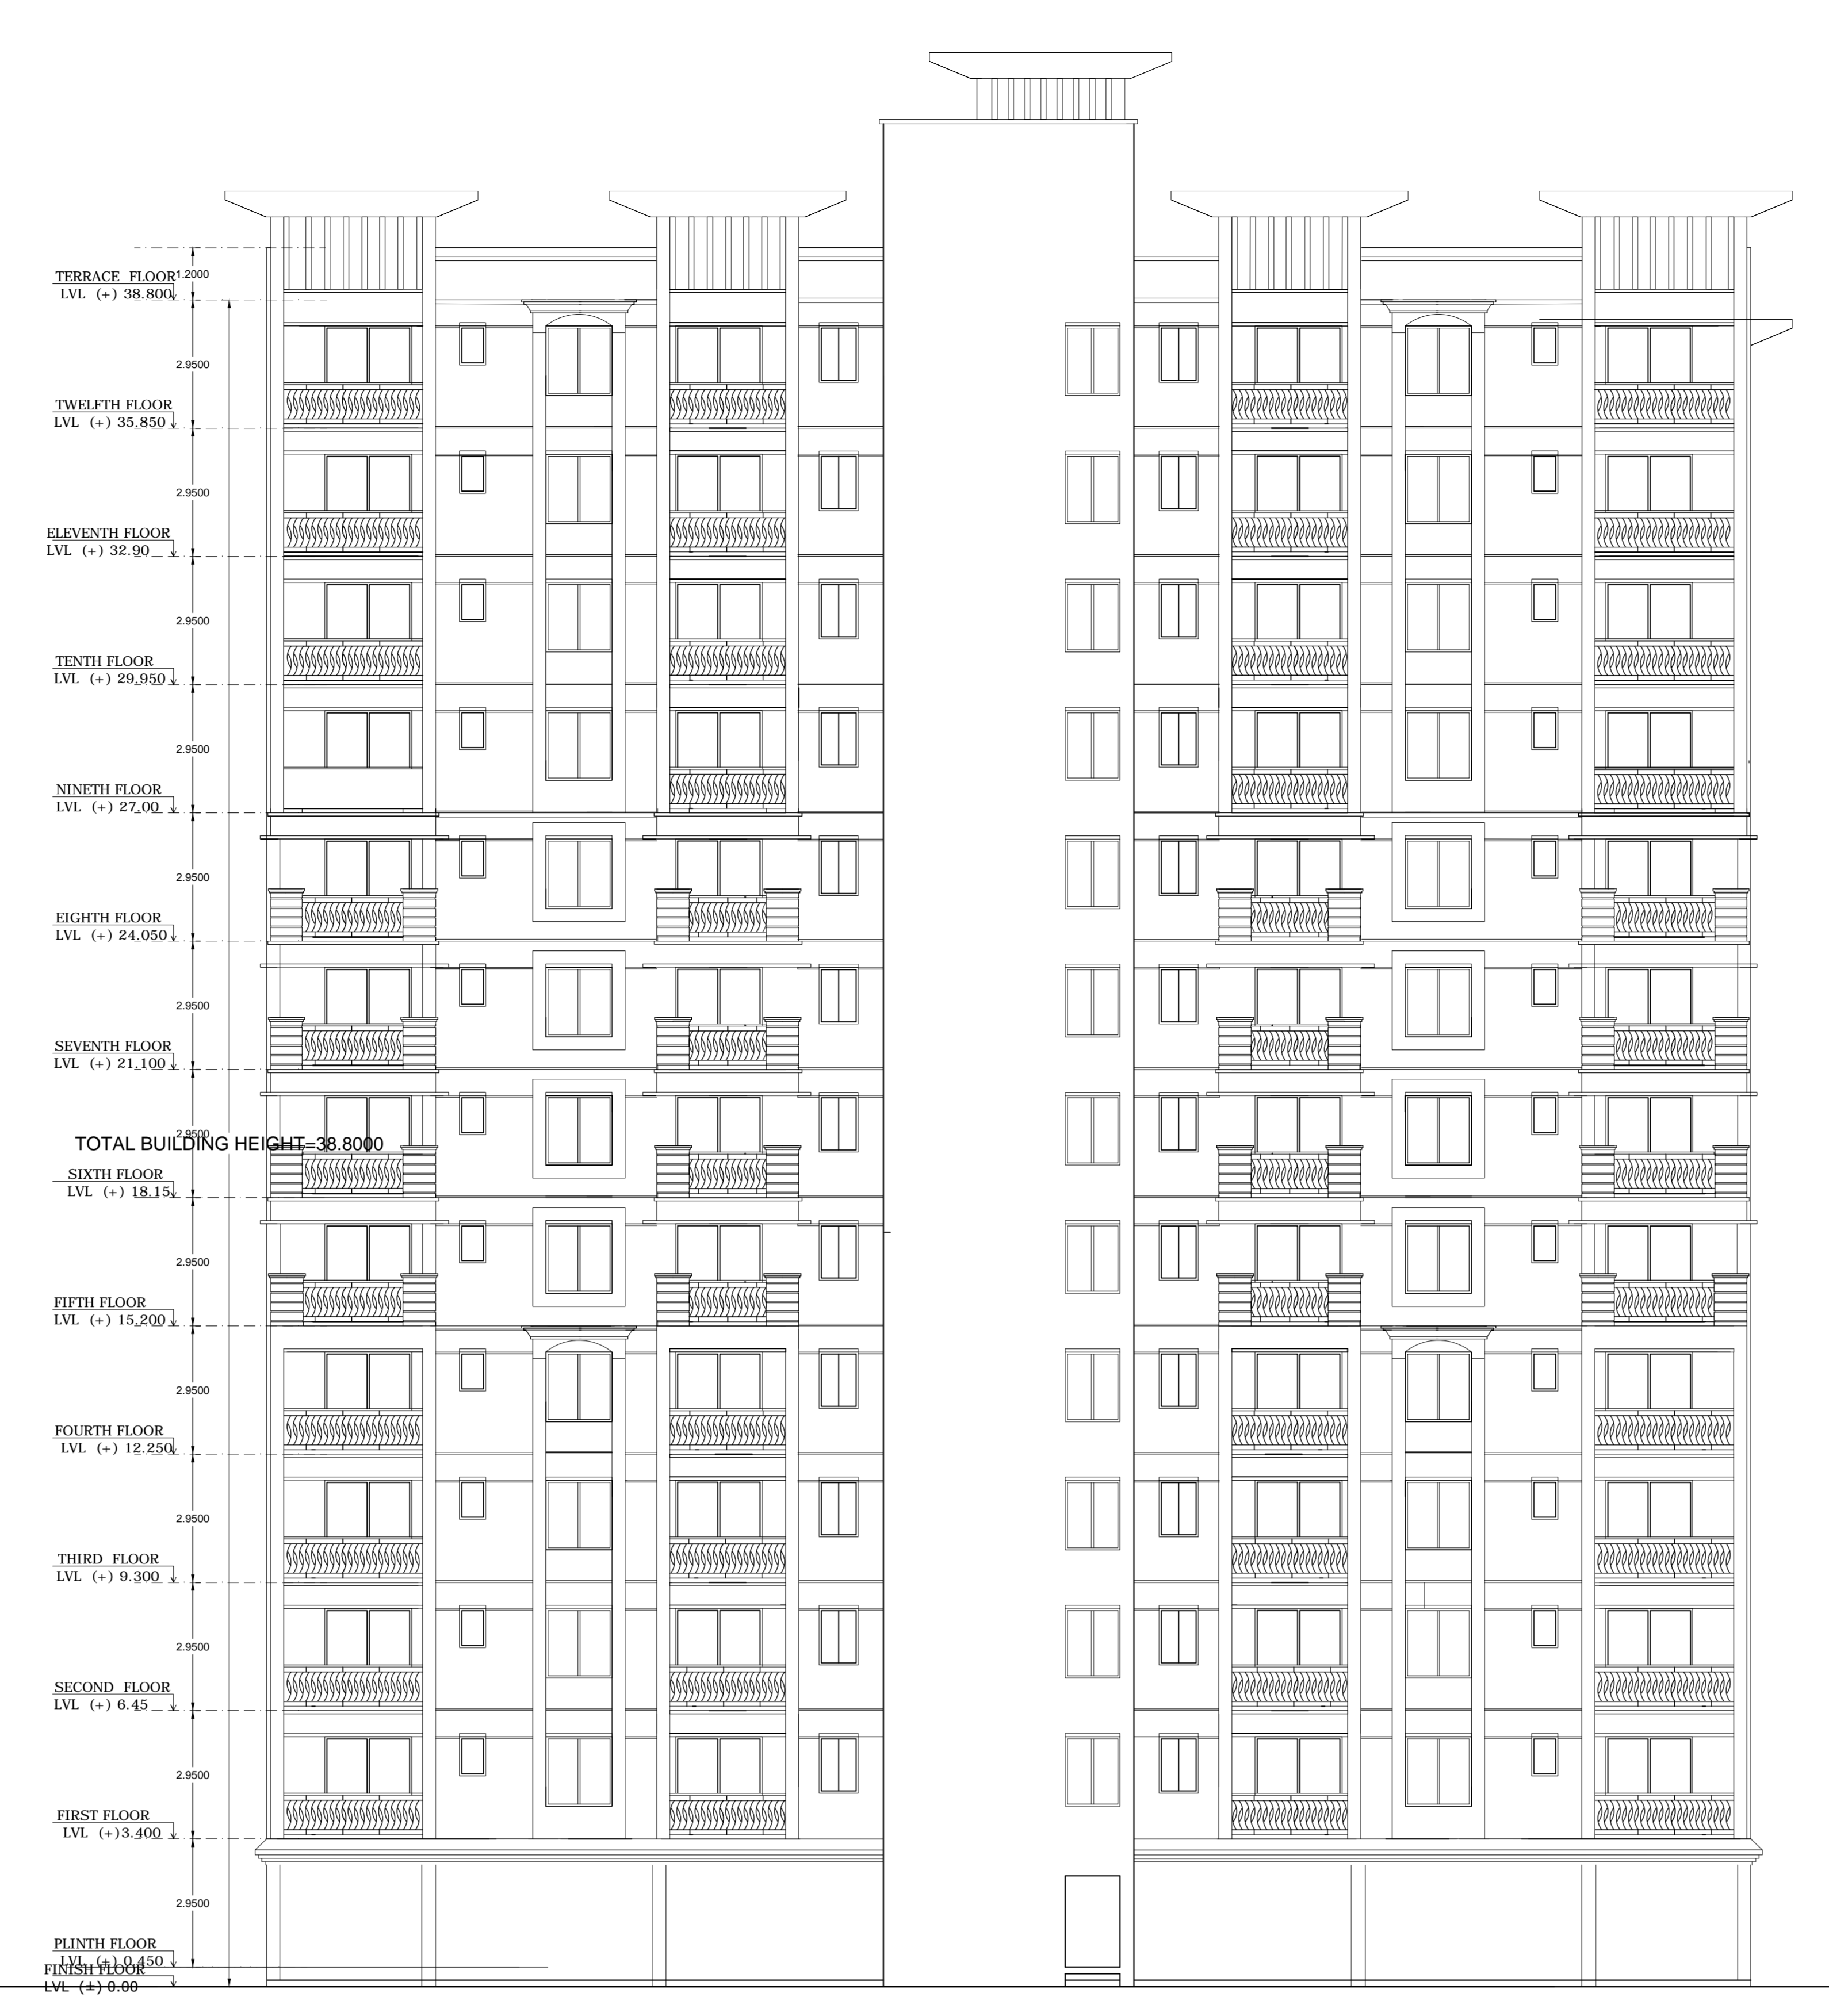 TERRACE FLOOR
1.2000
LVL (+) 38.800
2.9500
TWELFTH FLOOR
LVL (+) 35.850
2.9500
ELEVENTH FLOOR
LVL (+) 32.90
2.9500
TENTH FLOOR
LVL (+) 29.950
2.9500
NINETH FLOOR
LVL (+) 27.00
2.9500
EIGHTH FLOOR
LVL (+) 24.050
2.9500
SEVENTH FLOOR
LVL (+) 21.100
2.9500
TOTAL BUILDING HEIGHT=38.8000
SIXTH FLOOR
LVL (+) 18.15
2.9500
FIFTH FLOOR
LVL (+) 15.200
2.9500
FOURTH FLOOR
LVL (+) 12.250
2.9500
THIRD FLOOR
LVL (+) 9.300
2.9500
SECOND FLOOR
LVL (+) 6.45
2.9500
FIRST FLOOR
LVL (+)3.400
2.9500
PLINTH FLOOR
LVL (+) 0.450
FINISH FLOOR
LVL (±) 0.00